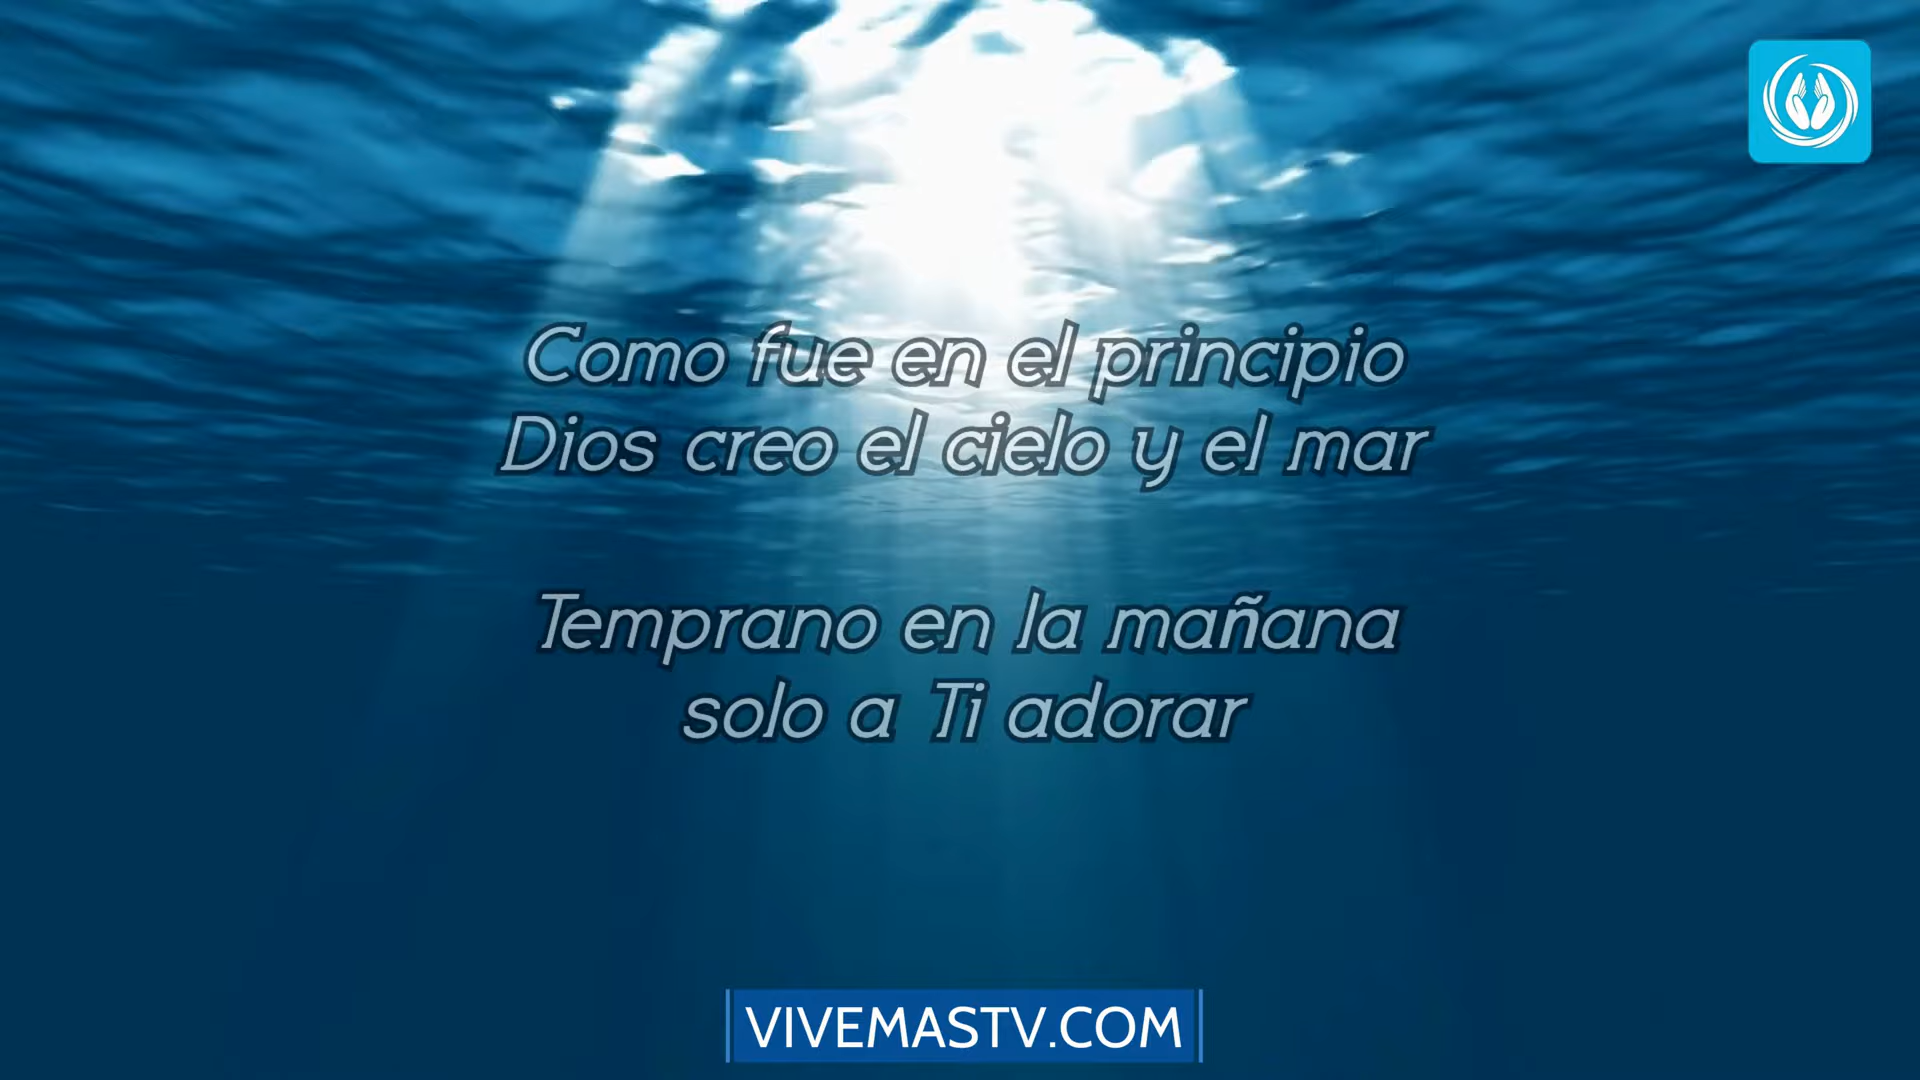 Como fue en el principio
Dios creo el cielo y el mar
Temprano en la mañana
solo a Ti adorar
VIVEMASTV.COM